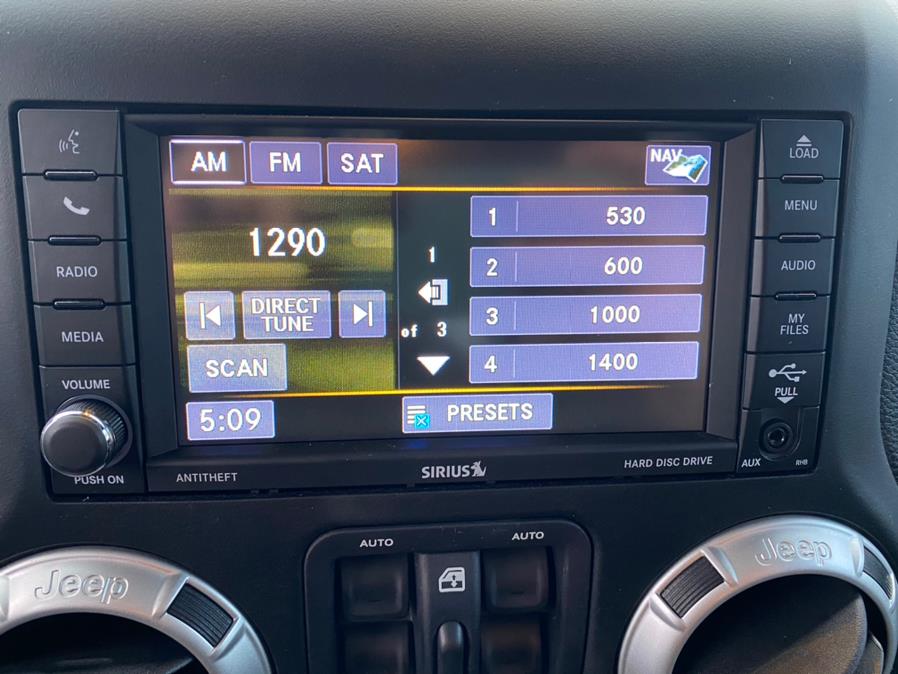 AM FM SAT NAV
1290
DIRECT
TUNE
SCAN
1
of 3
1 530
2 600
3 1000
4 1400
5:09
PRESETS
RADIO
MEDIA
VOLUME
PUSH ON
LOAD
MENU
AUDIO
MY
FILES
PULL
AUX RHB
ANTITHEFT
SIRIUS
HARD DISC DRIVE
AUTO AUTO
Jeep
Jeep